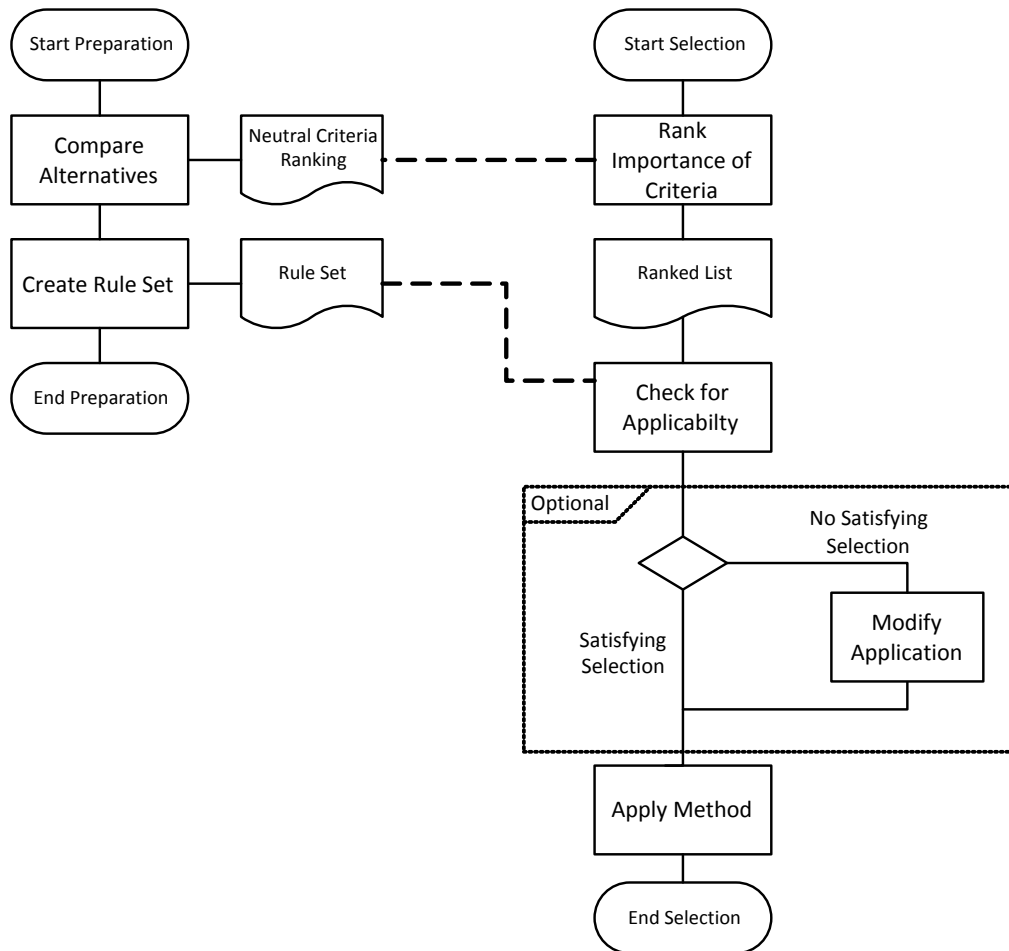 Start Preparation
Start Selection
Compare
Alternatives
Neutral Criteria
Ranking
Rank
Importance of
Criteria
Create Rule Set
Rule Set
Ranked List
End Preparation
Check for
Applicabilty
Optional
No Satisfying
Selection
Satisfying
Selection
Modify
Application
Apply Method
End Selection